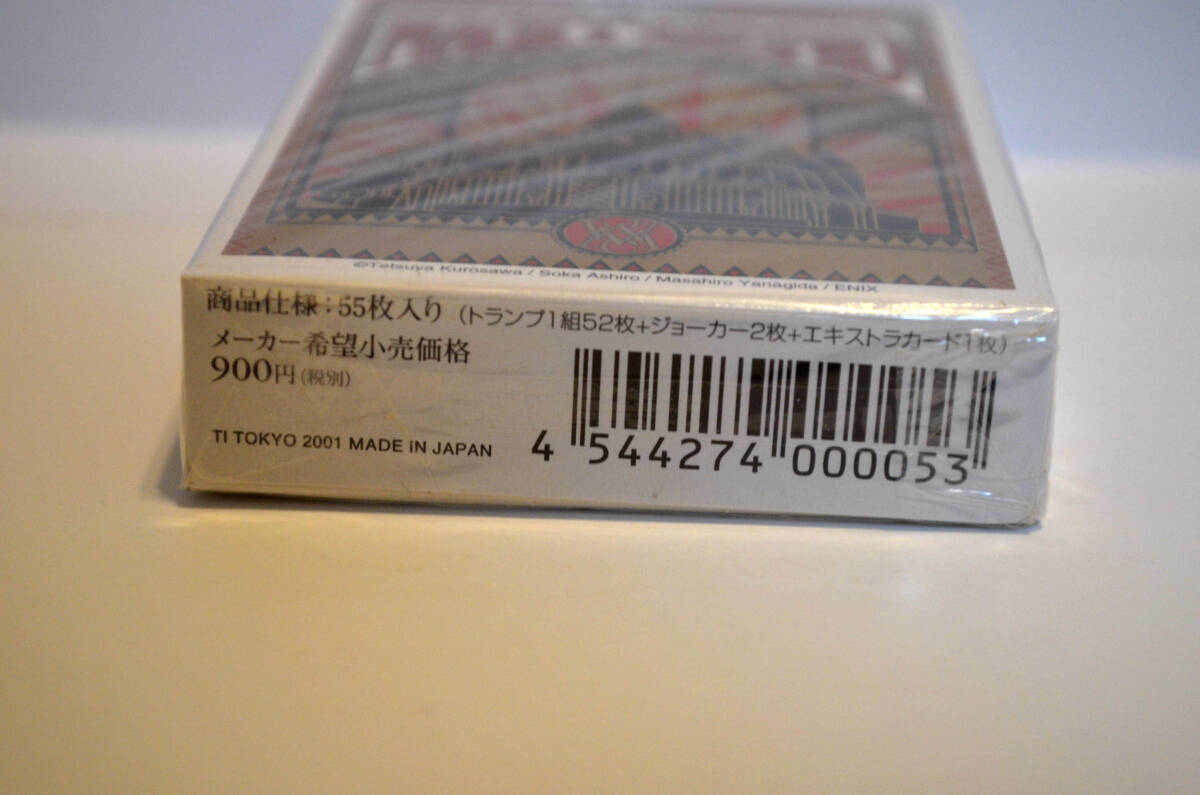 ©Tetsuya Kurosawa / Soka Ashiro / Masahiro Yanagida / ENIX
商品仕様:55枚入り(トランプ1組52枚+ジョーカー2枚+エキストラカード1枚)
メーカー希望小売価格
900円(税別)
TI TOKYO 2001 MADE IN JAPAN
4 544274 000053